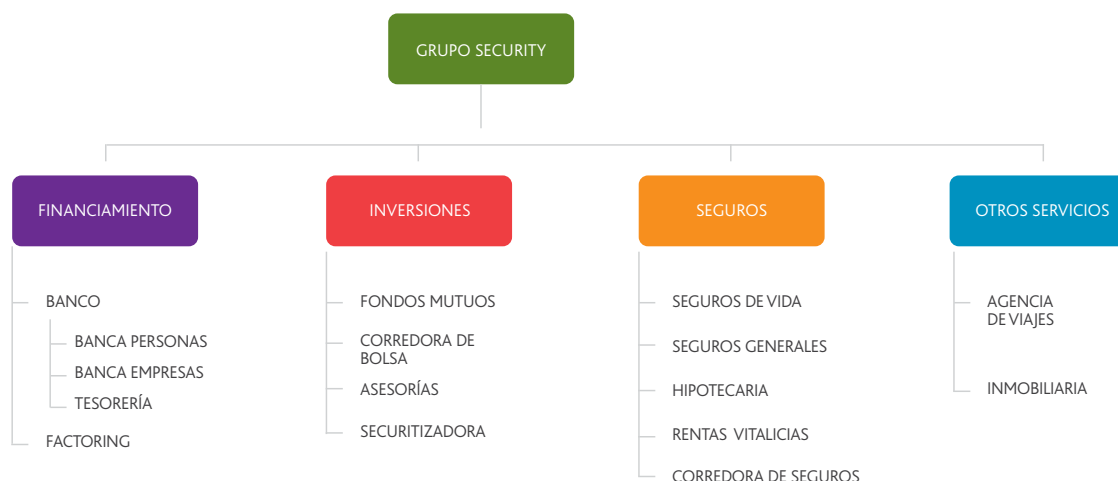 GRUPO SECURITY
FINANCIAMIENTO
BANCO
BANCA PERSONAS
BANCA EMPRESAS
TESORERÍA
FACTORING
INVERSIONES
FONDOS MUTUOS
CORREDORA DE
BOLSA
ASESORÍAS
SECURITIZADORA
SEGUROS
SEGUROS DE VIDA
SEGUROS GENERALES
HIPOTECARIA
RENTAS VITALICIAS
CORREDORA DE SEGUROS
OTROS SERVICIOS
AGENCIA
DE VIAJES
INMOBILIARIA